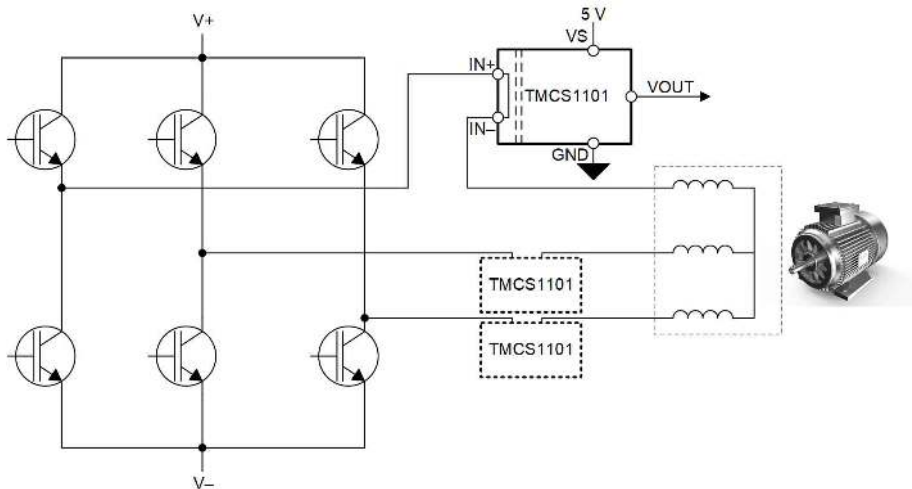 V+
5 V
VS
IN+
TMCS1101
VOUT
IN–
GND
TMCS1101
TMCS1101
V–